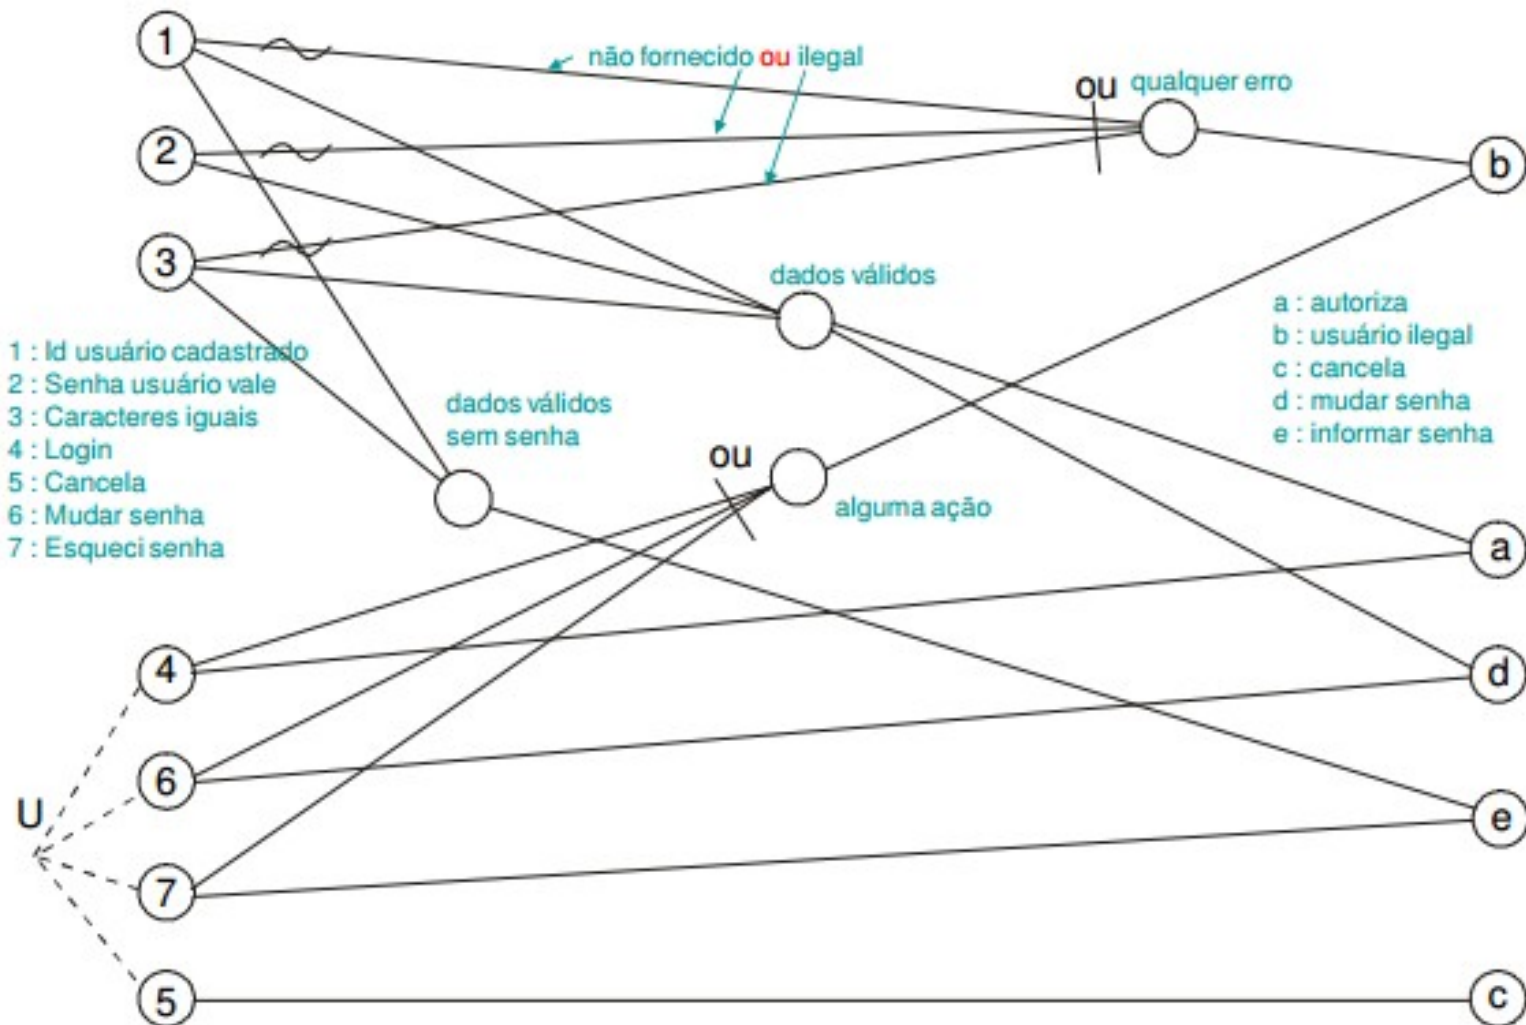 1
não fornecido ou ilegal
ou
qualquer erro
2
b
3
dados válidos
1 : Id usuário cadastrado
2 : Senha usuário vale
3 : Caracteres iguais
4 : Login
5 : Cancela
6 : Mudar senha
7 : Esqueci senha
dados válidos
sem senha
a : autoriza
b : usuário ilegal
c : cancela
d : mudar senha
e : informar senha
ou
alguma ação
a
4
d
6
U
e
7
5
c